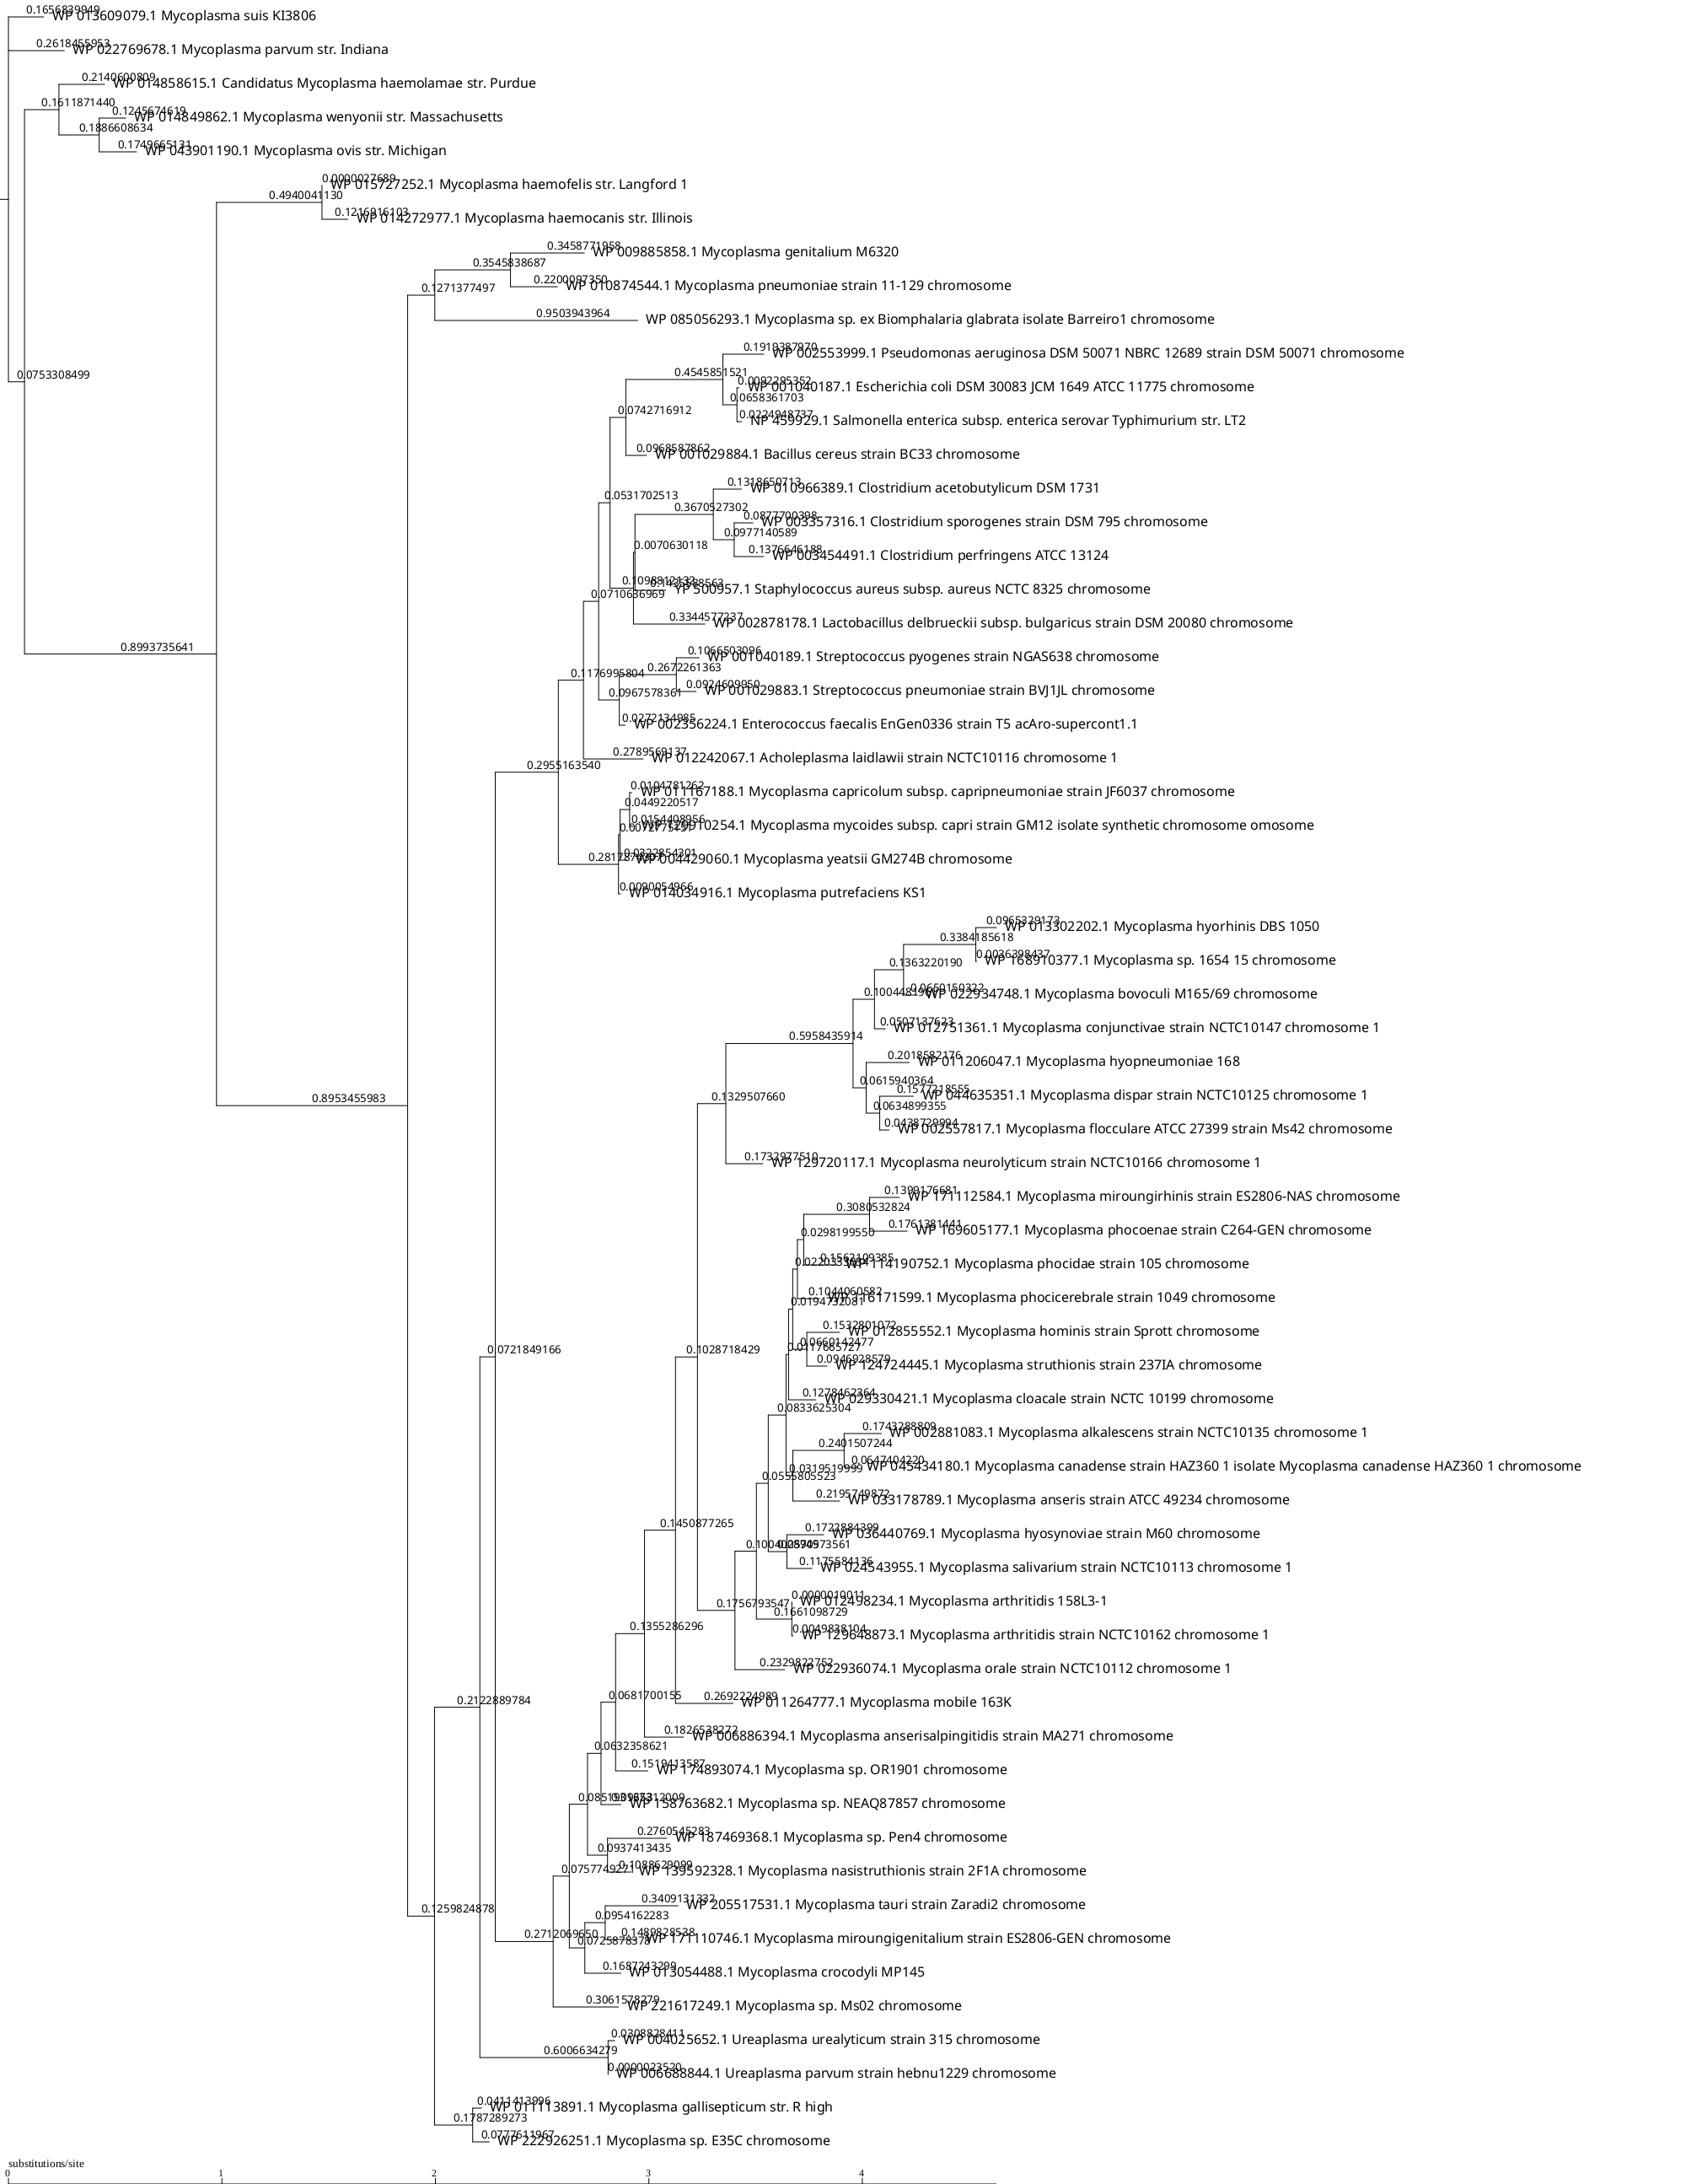 0.1656839849
WP 013609079.1 Mycoplasma suis KI3806
0.2618455953
WP 022769678.1 Mycoplasma parvum str. Indiana
0.2140600809
WP 014858615.1 Candidatus Mycoplasma haemolamae str. Purdue
0.1611871440
0.1245674619
WP 014849862.1 Mycoplasma wenyonii str. Massachusetts
0.1886608634
0.1749665131
WP 043901190.1 Mycoplasma ovis str. Michigan
0.0000027689
WP 015727252.1 Mycoplasma haemofelis str. Langford 1
0.4940041130
0.1216916103
WP 014272977.1 Mycoplasma haemocanis str. Illinois
0.3458771958
WP 009885858.1 Mycoplasma genitalium M6320
0.3545838687
0.2200097350
WP 010874544.1 Mycoplasma pneumoniae strain 11-129 chromosome
0.1271377497
0.9503943964
WP 085056293.1 Mycoplasma sp. ex Biomphalaria glabrata isolate Barreiro1 chromosome
0.1919387970
WP 002553999.1 Pseudomonas aeruginosa DSM 50071 NBRC 12689 strain DSM 50071 chromosome
0.4545851521
0.0753308499
0.0092295352
WP 001040187.1 Escherichia coli DSM 30083 JCM 1649 ATCC 11775 chromosome
0.0658361703
0.0742716912
0.0224948737
NP 459929.1 Salmonella enterica subsp. enterica serovar Typhimurium str. LT2
0.0968587862
WP 001029884.1 Bacillus cereus strain BC33 chromosome
0.1318650713
WP 010966389.1 Clostridium acetobutylicum DSM 1731
0.0531702513
0.3670527302
0.0877700398
WP 003357316.1 Clostridium sporogenes strain DSM 795 chromosome
0.0977140589
0.0070630118
0.1376646188
WP 003454491.1 Clostridium perfringens ATCC 13124
YP 500957.1 Staphylococcus aureus subsp. aureus NCTC 8325 chromosome
0.0710636969
0.3344577237
WP 002878178.1 Lactobacillus delbrueckii subsp. bulgaricus strain DSM 20080 chromosome
0.8993735641
0.1066503096
WP 001040189.1 Streptococcus pyogenes strain NGAS638 chromosome
0.1176995804
0.2672261363
0.0967578361
0.0924609950
WP 001029883.1 Streptococcus pneumoniae strain BVJ1JL chromosome
0.0272134985
WP 002356224.1 Enterococcus faecalis EnGen0336 strain T5 acAro-supercont1.1
0.2789569137
WP 012242067.1 Acholeplasma laidlawii strain NCTC10116 chromosome 1
0.2955163540
0.0104781262
WP 011167188.1 Mycoplasma capricolum subsp. capripneumoniae strain JF6037 chromosome
0.0449220517
0.0154408956
WP 129910254.1 Mycoplasma mycoides subsp. capri strain GM12 isolate synthetic chromosome omosome
0.0322854301
WP 004429060.1 Mycoplasma yeatsii GM274B chromosome
0.0090054966
WP 014034916.1 Mycoplasma putrefaciens KS1
0.0965329173
WP 013302202.1 Mycoplasma hyorhinis DBS 1050
0.3384185618
0.0036398437
WP 168910377.1 Mycoplasma sp. 1654 15 chromosome
0.1363220190
0.0650150322
WP 022934748.1 Mycoplasma bovoculi M165/69 chromosome
0.0507137623
WP 012751361.1 Mycoplasma conjunctivae strain NCTC10147 chromosome 1
0.5958435914
0.2018582176
WP 011206047.1 Mycoplasma hyopneumoniae 168
0.0615940364
0.1577218555
WP 044635351.1 Mycoplasma dispar strain NCTC10125 chromosome 1
0.8953455983
0.1329507660
0.0634899355
0.0438729994
WP 002557817.1 Mycoplasma flocculare ATCC 27399 strain Ms42 chromosome
0.1732977510
WP 129720117.1 Mycoplasma neurolyticum strain NCTC10166 chromosome 1
0.1399176681
WP 171112584.1 Mycoplasma miroungirhinis strain ES2806-NAS chromosome
0.3080532824
0.1761381441
WP 169605177.1 Mycoplasma phocoenae strain C264-GEN chromosome
0.0298199550
0.1562109385
WP 114190752.1 Mycoplasma phocidae strain 105 chromosome
0.1044060582
WP 116171599.1 Mycoplasma phocicerebrale strain 1049 chromosome
0.0194732081
0.1532801072
WP 012855552.1 Mycoplasma hominis strain Sprott chromosome
0.0660142477
0.0721849166
0.1028718429
0.0946928579
WP 124724445.1 Mycoplasma struthionis strain 237IA chromosome
0.1278462364
WP 029330421.1 Mycoplasma cloacale strain NCTC 10199 chromosome
0.0833625304
0.1743288809
WP 002881083.1 Mycoplasma alkalescens strain NCTC10135 chromosome 1
0.2401507244
0.0647404220
WP 045434180.1 Mycoplasma canadense strain HAZ360 1 isolate Mycoplasma canadense HAZ360 1 chromosome
0.0319519999
0.0555805523
0.2195749872
WP 033178789.1 Mycoplasma anseris strain ATCC 49234 chromosome
0.1450877265
0.1722884399
WP 036440769.1 Mycoplasma hyosynoviae strain M60 chromosome
0.1175584136
WP 024543955.1 Mycoplasma salivarium strain NCTC10113 chromosome 1
0.0000010011
WP 012498234.1 Mycoplasma arthritidis 158L3-1
0.1756793547
0.1661098729
0.1355286296
0.0049838104
WP 129648873.1 Mycoplasma arthritidis strain NCTC10162 chromosome 1
0.2329822752
WP 022936074.1 Mycoplasma orale strain NCTC10112 chromosome 1
0.2122889784
0.0681700155
0.2692224989
WP 011264777.1 Mycoplasma mobile 163K
0.1826538272
WP 006886394.1 Mycoplasma anserisalpingitidis strain MA271 chromosome
0.0632358621
0.1519413587
WP 174893074.1 Mycoplasma sp. OR1901 chromosome
WP 158763682.1 Mycoplasma sp. NEAQ87857 chromosome
0.2760545283
WP 187469368.1 Mycoplasma sp. Pen4 chromosome
0.0937413435
0.0757749271
0.1088629099
WP 139592328.1 Mycoplasma nasistruthionis strain 2F1A chromosome
0.1259824878
0.3409131332
WP 205517531.1 Mycoplasma tauri strain Zaradi2 chromosome
0.0954162283
0.2712069650
0.0725878378
0.1489828538
WP 171110746.1 Mycoplasma miroungigenitalium strain ES2806-GEN chromosome
0.1687243299
WP 013054488.1 Mycoplasma crocodyli MP145
0.3061578279
WP 221617249.1 Mycoplasma sp. Ms02 chromosome
0.0308828411
WP 004025652.1 Ureaplasma urealyticum strain 315 chromosome
0.6006634279
0.0000023520
WP 006688844.1 Ureaplasma parvum strain hebnu1229 chromosome
0.0411413996
WP 011113891.1 Mycoplasma gallisepticum str. R high
0.1787289273
0.0777611967
WP 222926251.1 Mycoplasma sp. E35C chromosome
substitutions/site
0 1 2 3 4